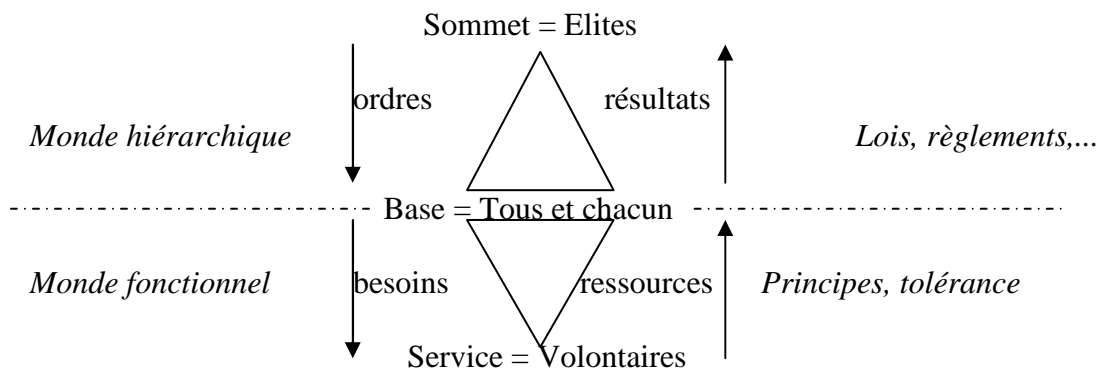 Sommet = Elites
ordres
résultats
Monde hiérarchique
Lois, règlements,...
Base = Tous et chacun
Monde fonctionnel
besoins
ressources
Principes, tolérance
Service = Volontaires